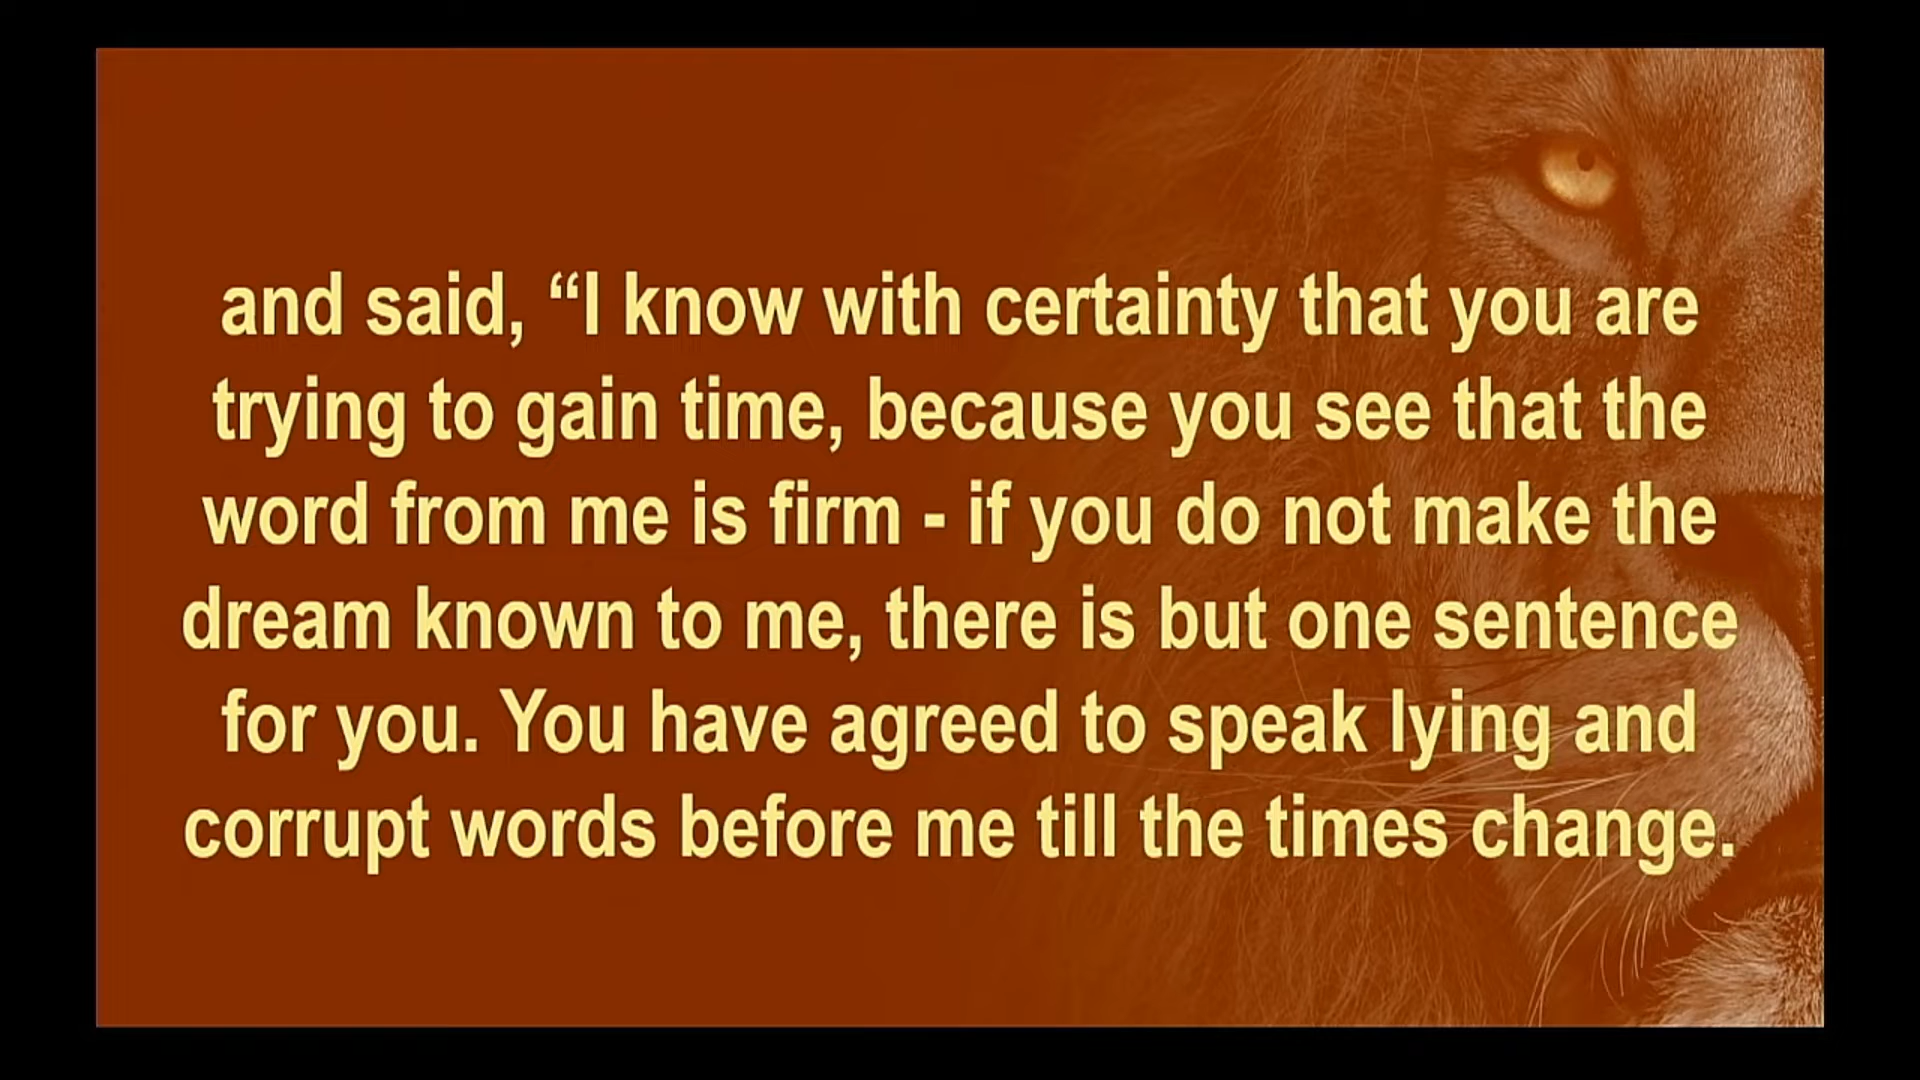 and said, “I know with certainty that you are
trying to gain time, because you see that the
word from me is firm - if you do not make the
dream known to me, there is but one sentence
for you. You have agreed to speak lying and
corrupt words before me till the times change.